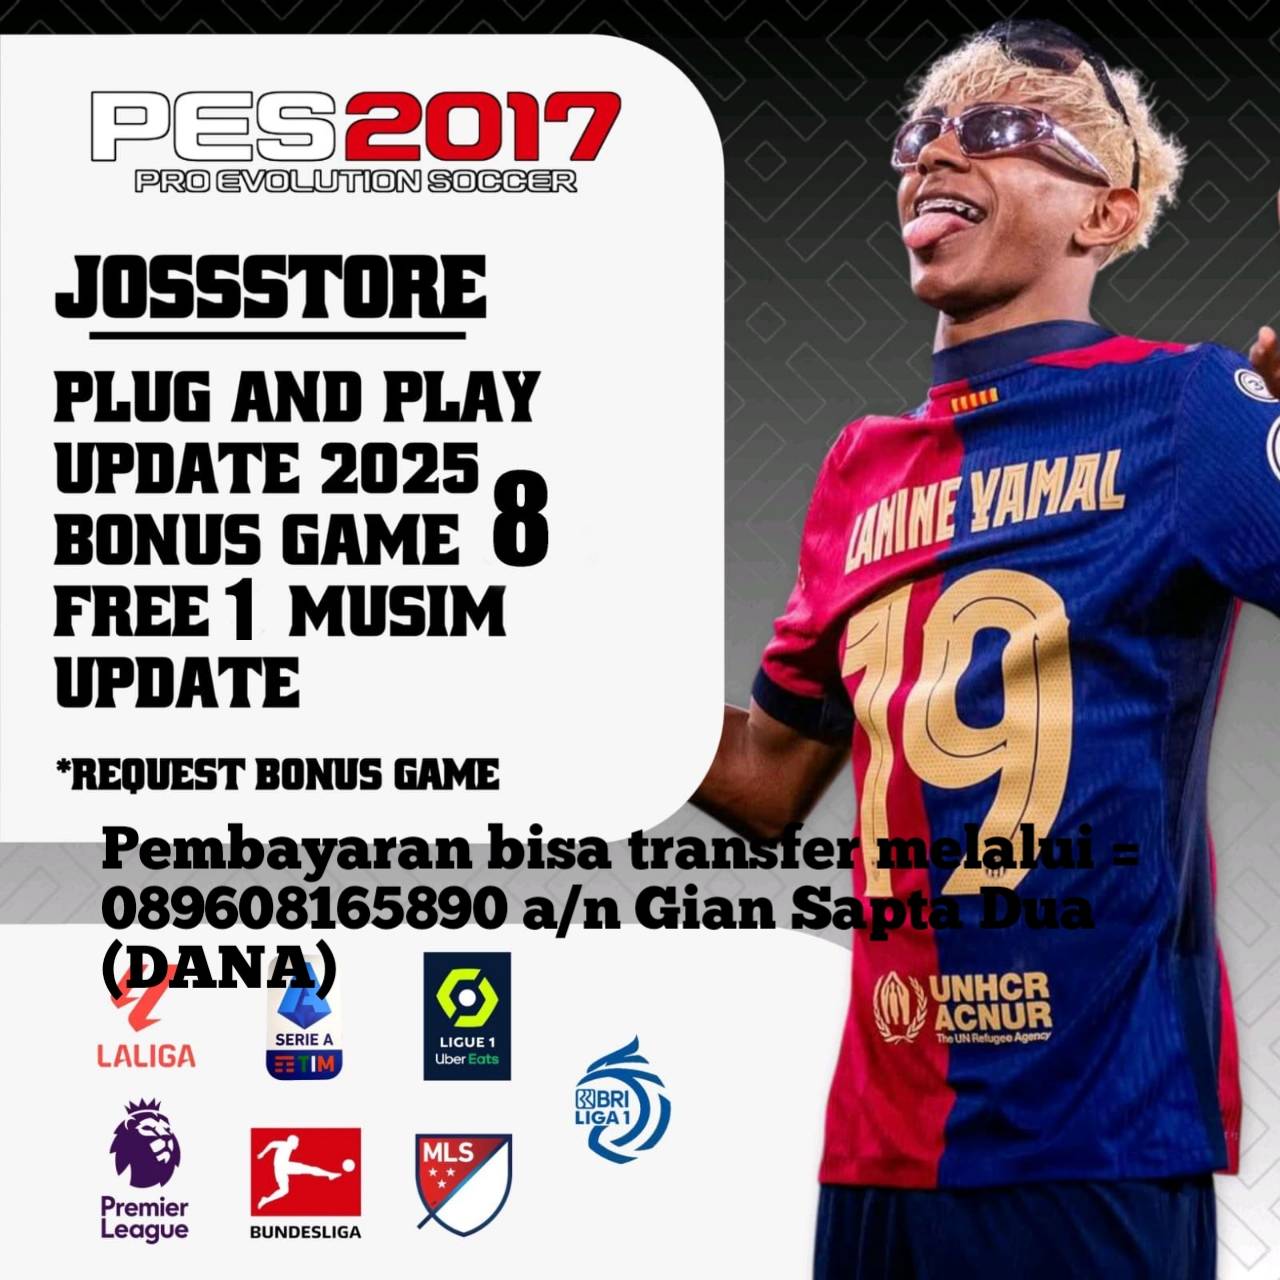 PES2017
PRO EVOLUTION SOCCER
JOSSSTORE
PLUG AND PLAY
UPDATE 2025
BONUS GAME 8
FREE 1 MUSIM
UPDATE
*REQUEST BONUS GAME
Pembayaran bisa transfer melalui =
089608165890 a/n Gian Sapta Dua
(DANA)
LAMINE YAMAL
19
UNHCR
ACNUR
The UN Refugee Agency
LALIGA
SERIE A
TIM
LIGUE 1
Uber Eats
BRI
LIGA 1
Premier
League
BUNDESLIGA
MLS